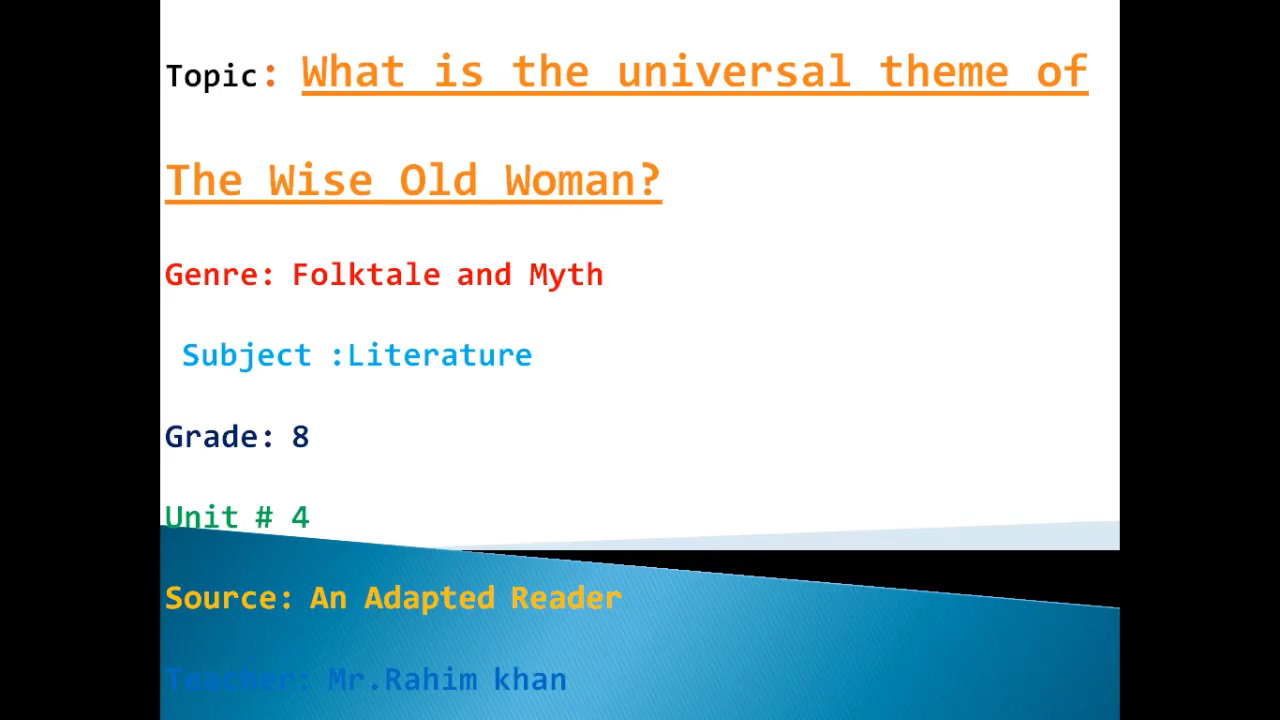 Topic: What is the universal theme of
The Wise Old Woman?
Genre: Folktale and Myth
Subject :Literature
Grade: 8
Unit # 4
Source: An Adapted Reader
Teacher: Mr.Rahim khan